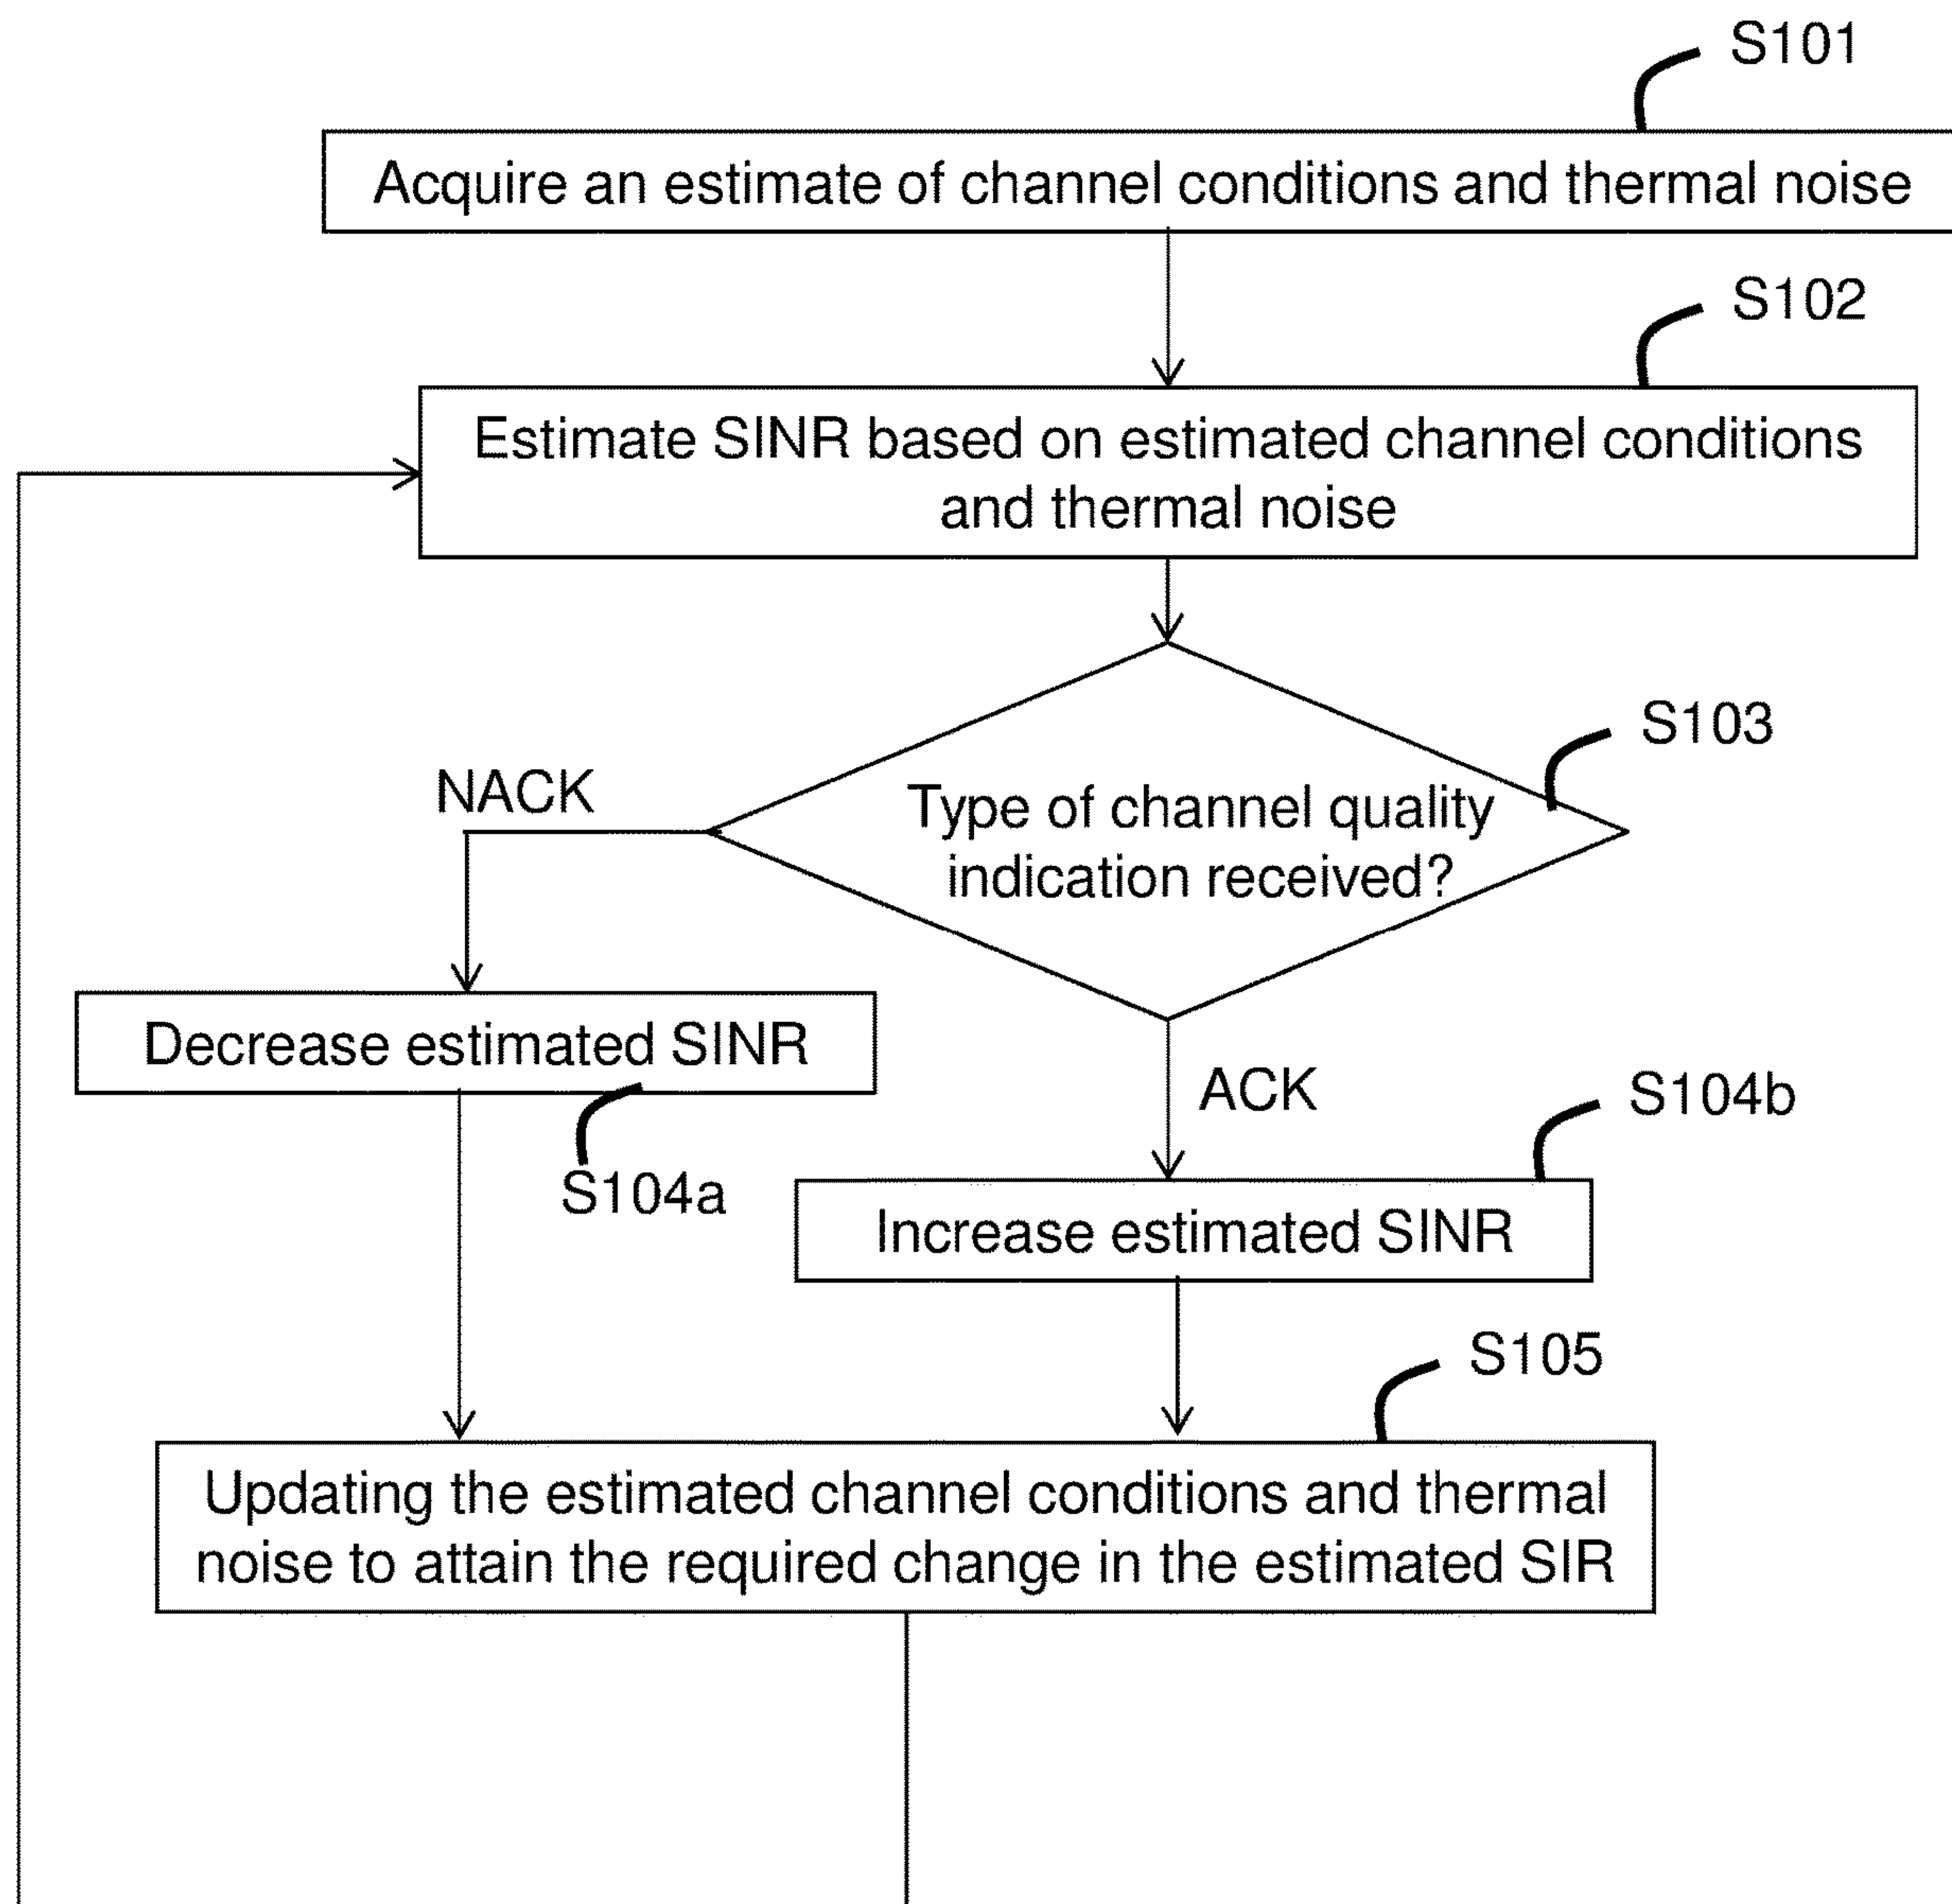 S101
Acquire an estimate of channel conditions and thermal noise
S102
Estimate SINR based on estimated channel conditions
and thermal noise
S103
NACK
Type of channel quality
indication received?
Decrease estimated SINR
S104a
ACK
S104b
Increase estimated SINR
S105
Updating the estimated channel conditions and thermal
noise to attain the required change in the estimated SIR